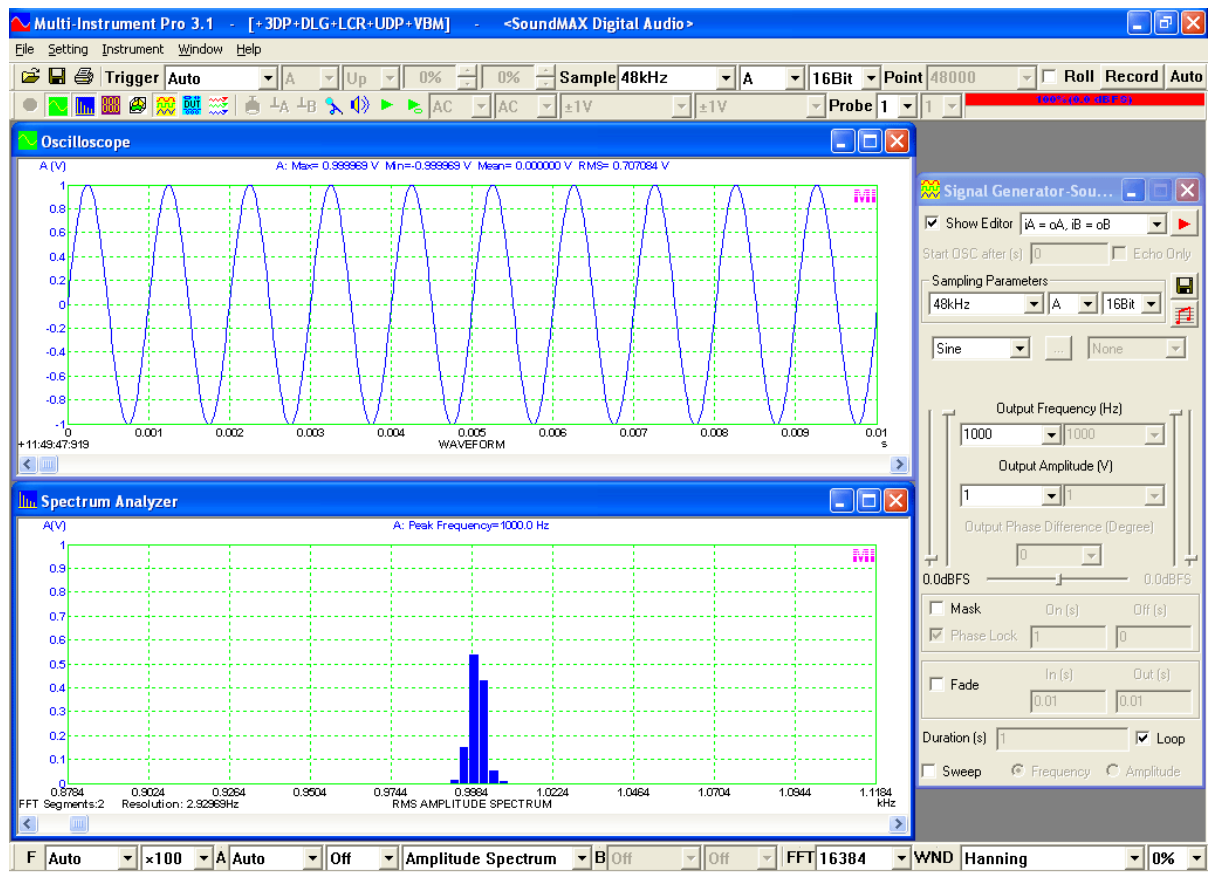 Multi-Instrument Pro 3.1 - [+3DP+DLG+LCR+UDP+VBM] - <SoundMAX Digital Audio>
File Setting Instrument Window Help
Trigger Auto A Up 0% 0% Sample 48kHz A 16Bit Point 48000 Roll Record Auto
A B AC AC ±1V ±1V Probe 1 1 100% (0.0 dBFS)
Oscilloscope
A (V) A: Max= 0.999969 V Min=-0.999969 V Mean= 0.000000 V RMS= 0.707084 V
MI
1
0.8
0.6
0.4
0.2
0
-0.2
-0.4
-0.6
-0.8
-1
0 0.001 0.002 0.003 0.004 0.005 0.006 0.007 0.008 0.009 0.01
+11:49:47:919 WAVEFORM s
Spectrum Analyzer
A(V) A: Peak Frequency=1000.0 Hz
MI
1
0.9
0.8
0.7
0.6
0.5
0.4
0.3
0.2
0.1
0
0.8784 0.9024 0.9264 0.9504 0.9744 0.9984 1.0224 1.0464 1.0704 1.0944 1.1184
FFT Segments:2 Resolution: 2.92969Hz RMS AMPLITUDE SPECTRUM kHz
Signal Generator-Sou...
Show Editor iA = oA, iB = oB
Start OSC after (s) 0 Echo Only
Sampling Parameters
48kHz A 16Bit
Sine ... None
Output Frequency (Hz)
1000 1000
Output Amplitude (V)
1 1
Output Phase Difference (Degree)
0
0.0dBFS 0.0dBFS
Mask On (s) Off (s)
Phase Lock 1 0
In (s) Out (s)
Fade
0.01 0.01
Duration (s) 1 Loop
Sweep Frequency Amplitude
F Auto ×100 A Auto Off Amplitude Spectrum B Off Off FFT 16384 WND Hanning 0%